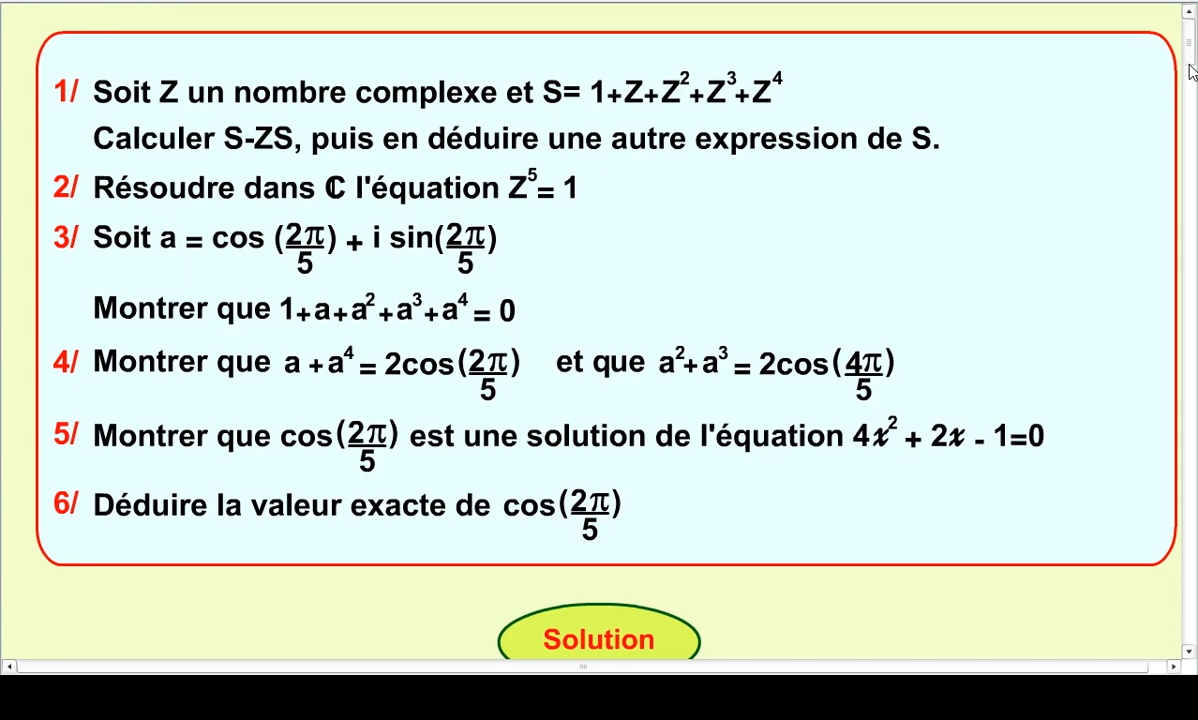 1/ Soit Z un nombre complexe et S= 1+Z+Z²+Z³+Z⁴
Calculer S-ZS, puis en déduire une autre expression de S.
2/ Résoudre dans ℂ l'équation Z⁵= 1
3/ Soit a = cos (2π/5) + i sin(2π/5)
Montrer que 1+a+a²+a³+a⁴ = 0
4/ Montrer que a +a⁴ = 2cos(2π/5) et que a²+a³ = 2cos(4π/5)
5/ Montrer que cos(2π/5) est une solution de l'équation 4x² + 2x - 1=0
6/ Déduire la valeur exacte de cos(2π/5)
Solution